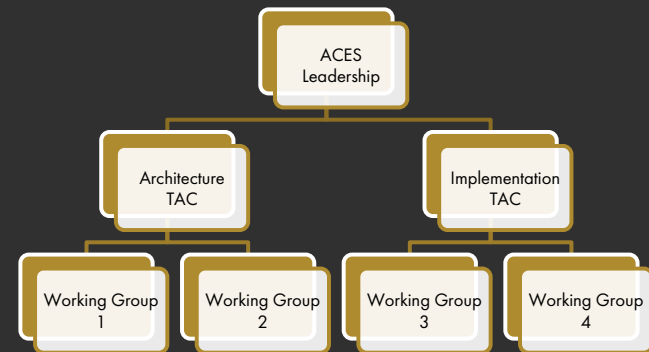 ACES
Leadership
Architecture
TAC
Implementation
TAC
Working Group
1
Working Group
2
Working Group
3
Working Group
4